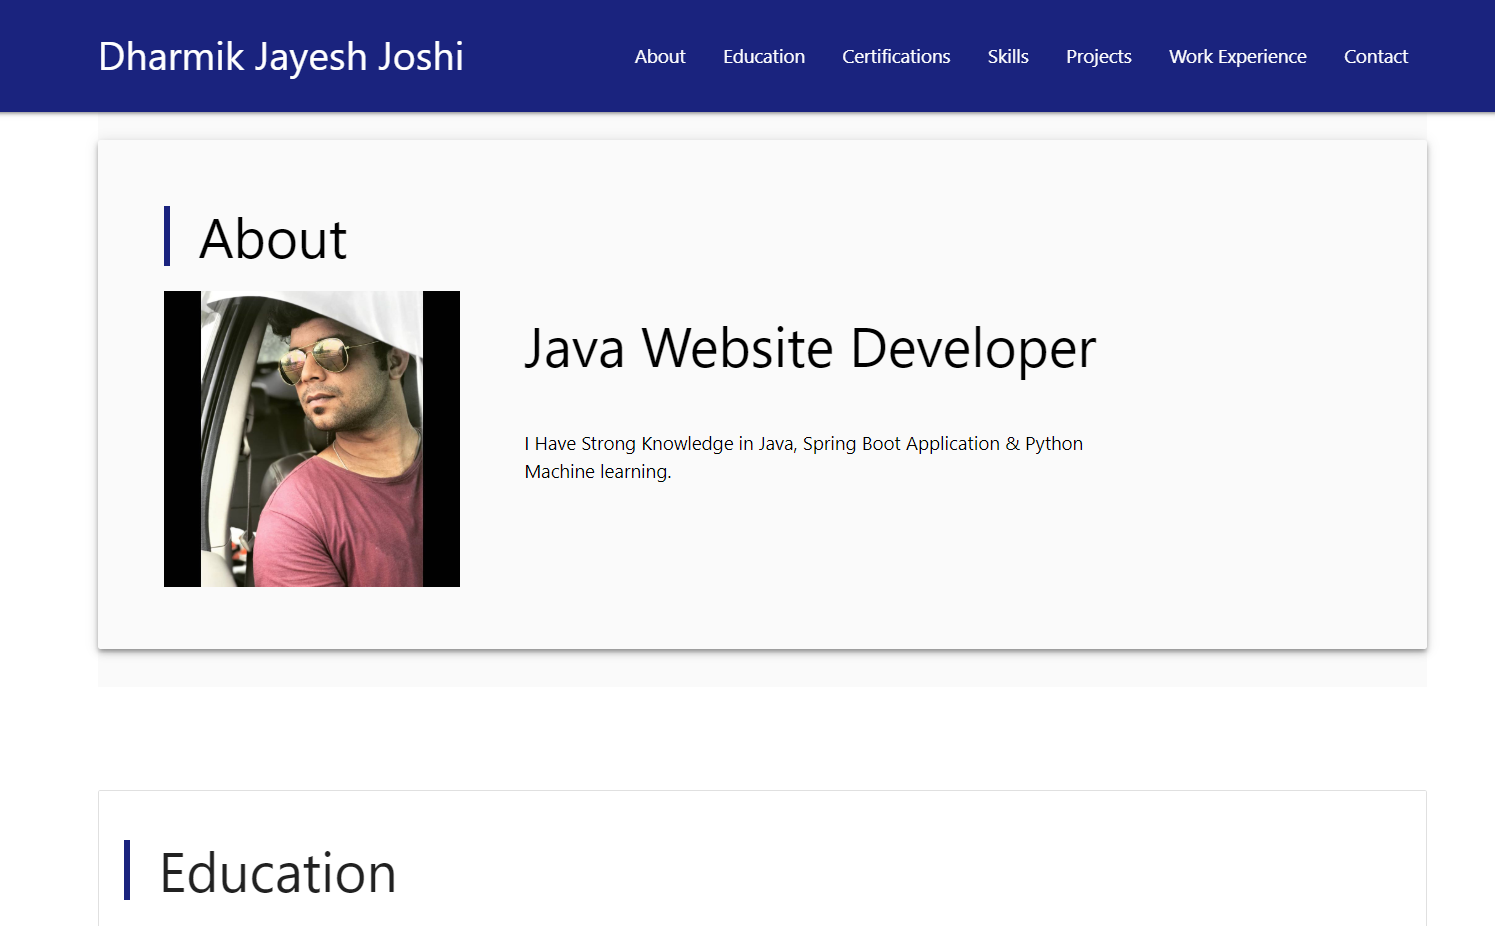 Dharmik Jayesh Joshi
About Education Certifications Skills Projects Work Experience Contact
About
Java Website Developer
I Have Strong Knowledge in Java, Spring Boot Application & Python
Machine learning.
Education